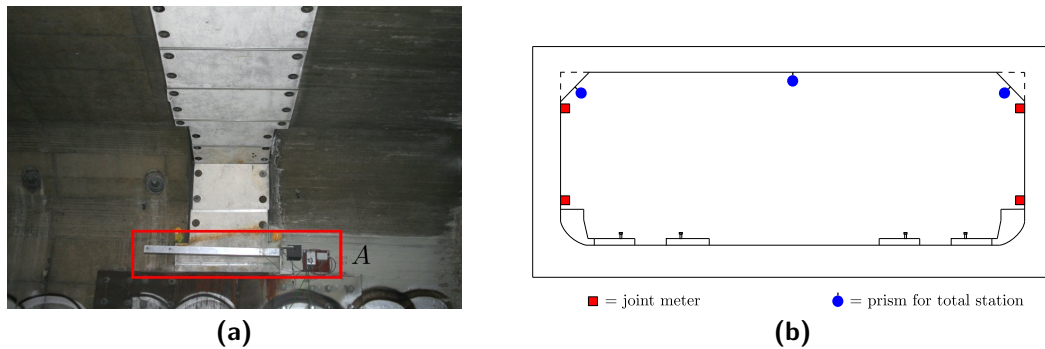 A
= joint meter
= prism for total station
(a)
(b)